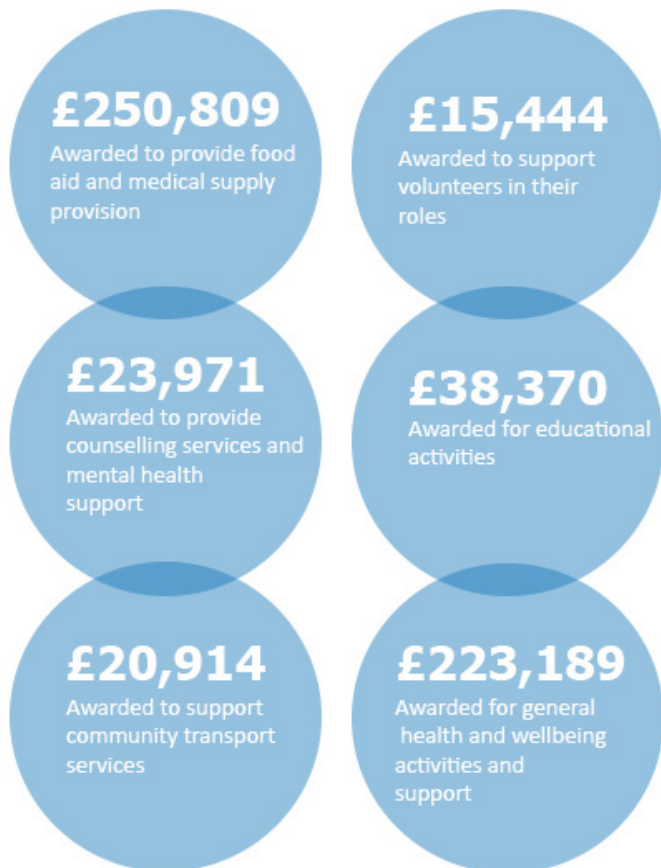 £250,809
Awarded to provide food
aid and medical supply
provision
£15,444
Awarded to support
volunteers in their
roles
£23,971
Awarded to provide
counselling services and
mental health
support
£38,370
Awarded for educational
activities
£20,914
Awarded to support
community transport
services
£223,189
Awarded for general
health and wellbeing
activities and
support